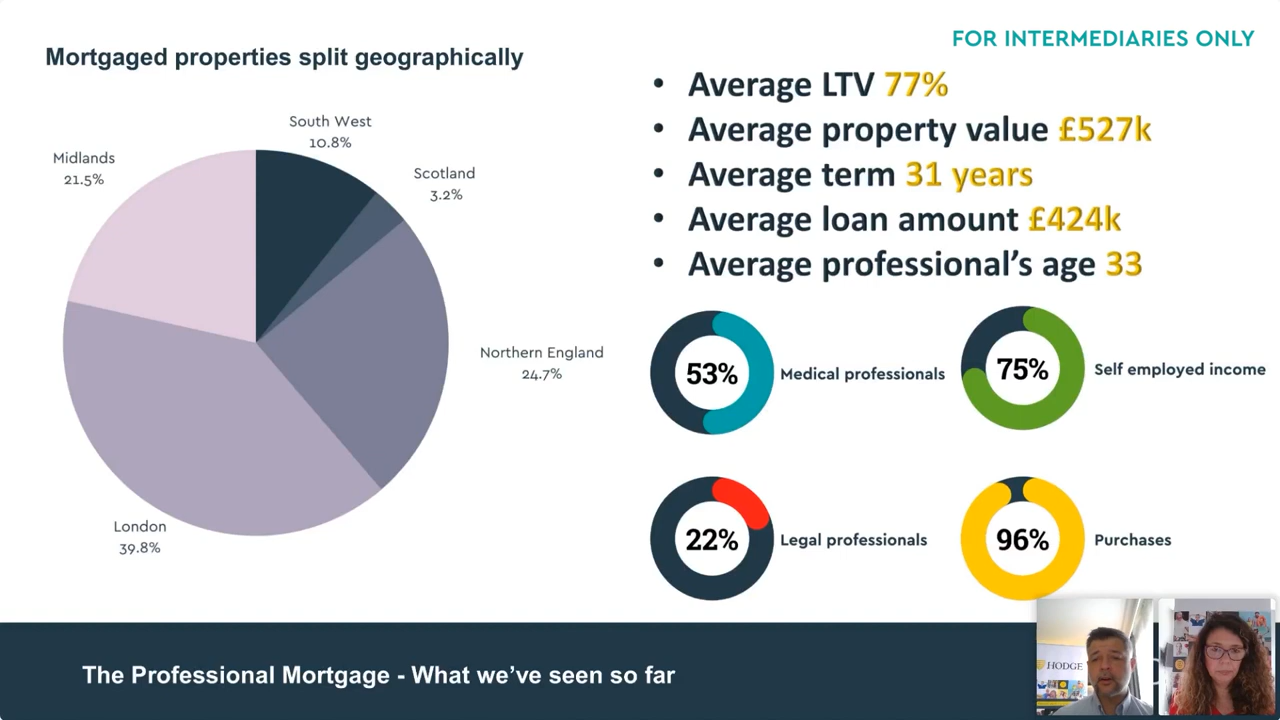 FOR INTERMEDIARIES ONLY
Mortgaged properties split geographically
South West
10.8%
Scotland
3.2%
Midlands
21.5%
Northern England
24.7%
London
39.8%
• Average LTV 77%
• Average property value £527k
• Average term 31 years
• Average loan amount £424k
• Average professional’s age 33
53% Medical professionals
75% Self employed income
22% Legal professionals
96% Purchases
The Professional Mortgage - What we’ve seen so far
HODGE